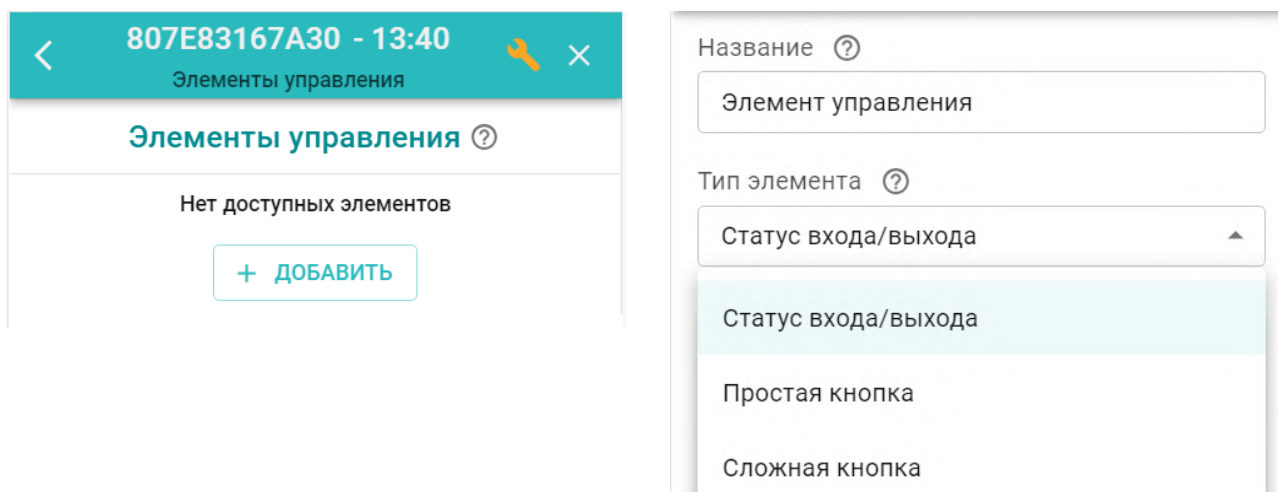 807E83167A30 - 13:40
Элементы управления
Элементы управления
Нет доступных элементов
+ ДОБАВИТЬ
Название
Элемент управления
Тип элемента
Статус входа/выхода
Статус входа/выхода
Простая кнопка
Сложная кнопка